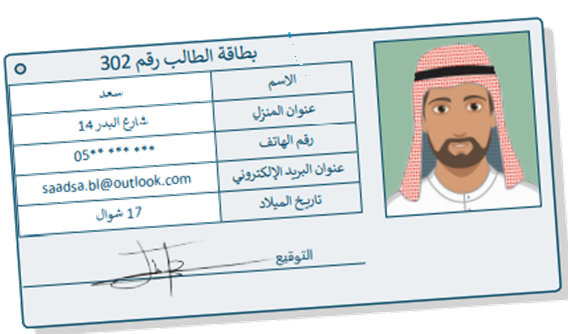 بطاقة الطالب رقم 302
الاسم سعد
عنوان المنزل شارع البدر 14
رقم الهاتف 05** *** ***
عنوان البريد الإلكتروني saadsa.bl@outlook.com
تاريخ الميلاد 17 شوال
التوقيع